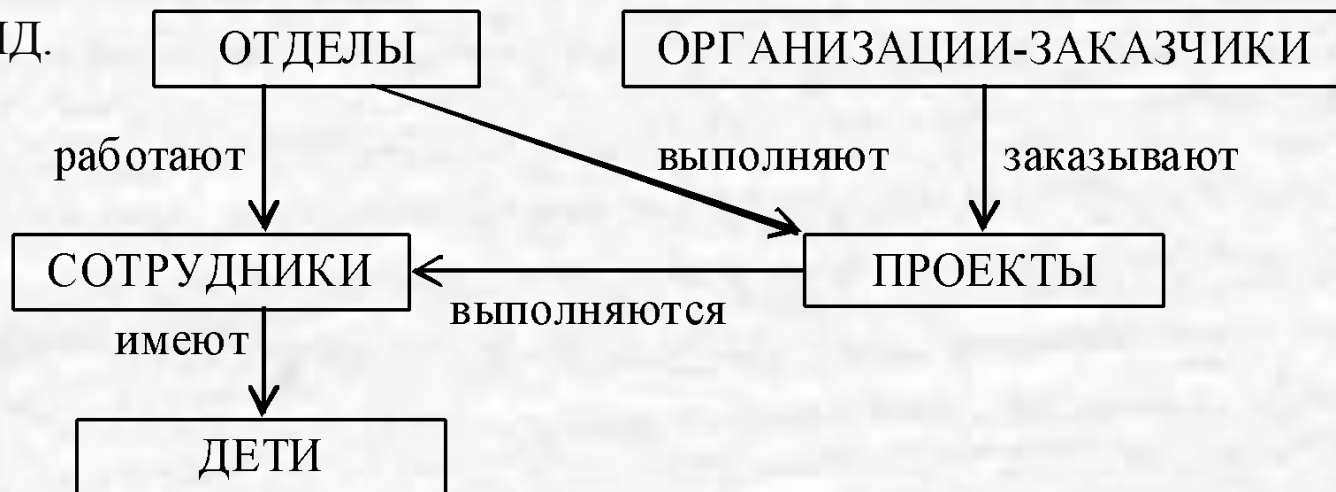 ОТДЕЛЫ ОРГАНИЗАЦИИ-ЗАКАЗЧИКИ
работают выполняют заказывают
СОТРУДНИКИ ПРОЕКТЫ
выполняются
имеют
ДЕТИ